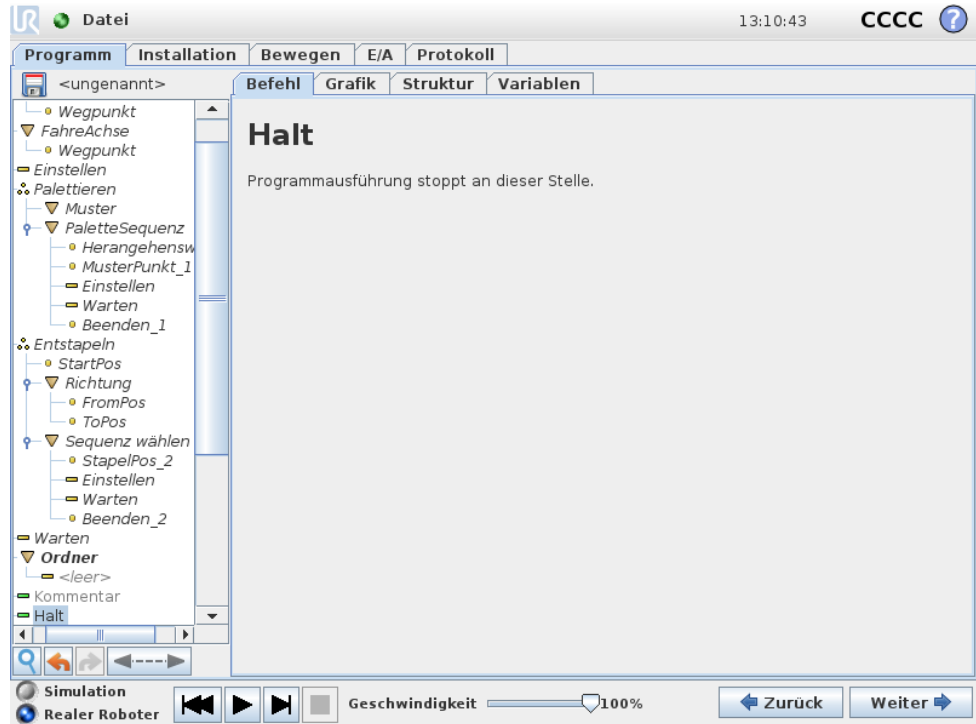 UR Datei 13:10:43 CCCC ?
Programm Installation Bewegen E/A Protokoll
<ungenannt>
Befehl Grafik Struktur Variablen
Wegpunkt
FahreAchse
Wegpunkt
Einstellen
Palettieren
Muster
PaletteSequenz
Herangehensw
MusterPunkt_1
Einstellen
Warten
Beenden_1
Entstapeln
StartPos
Richtung
FromPos
ToPos
Sequenz wählen
StapelPos_2
Einstellen
Warten
Beenden_2
Warten
Ordner
<leer>
Kommentar
Halt
Halt
Programmausführung stoppt an dieser Stelle.
Simulation
Realer Roboter
Geschwindigkeit 100%
Zurück
Weiter